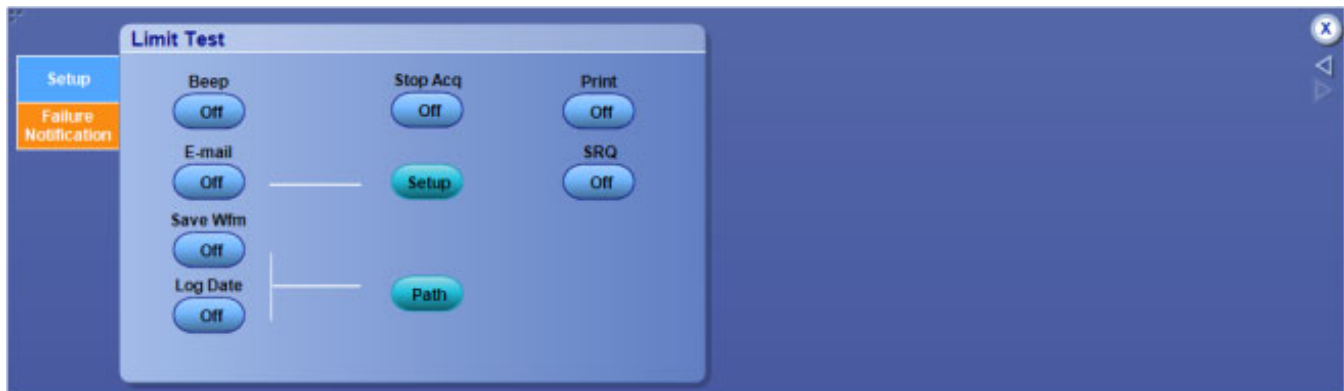 Limit Test
Setup
Failure
Notification
Beep
Off
Stop Acq
Off
Print
Off
E-mail
Off
Setup
SRQ
Off
Save Wfm
Off
Log Date
Off
Path
X